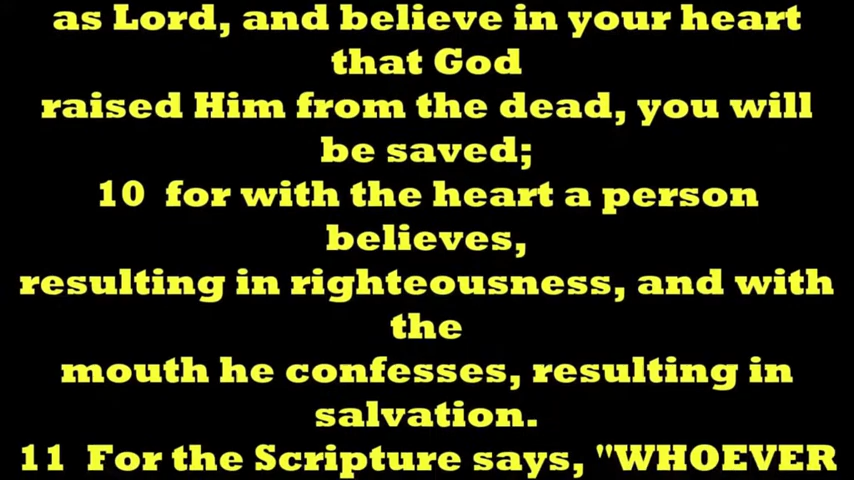 as Lord, and believe in your heart
that God
raised Him from the dead, you will
be saved;
10  for with the heart a person
believes,
resulting in righteousness, and with
the
mouth he confesses, resulting in
salvation.
11  For the Scripture says, "WHOEVER